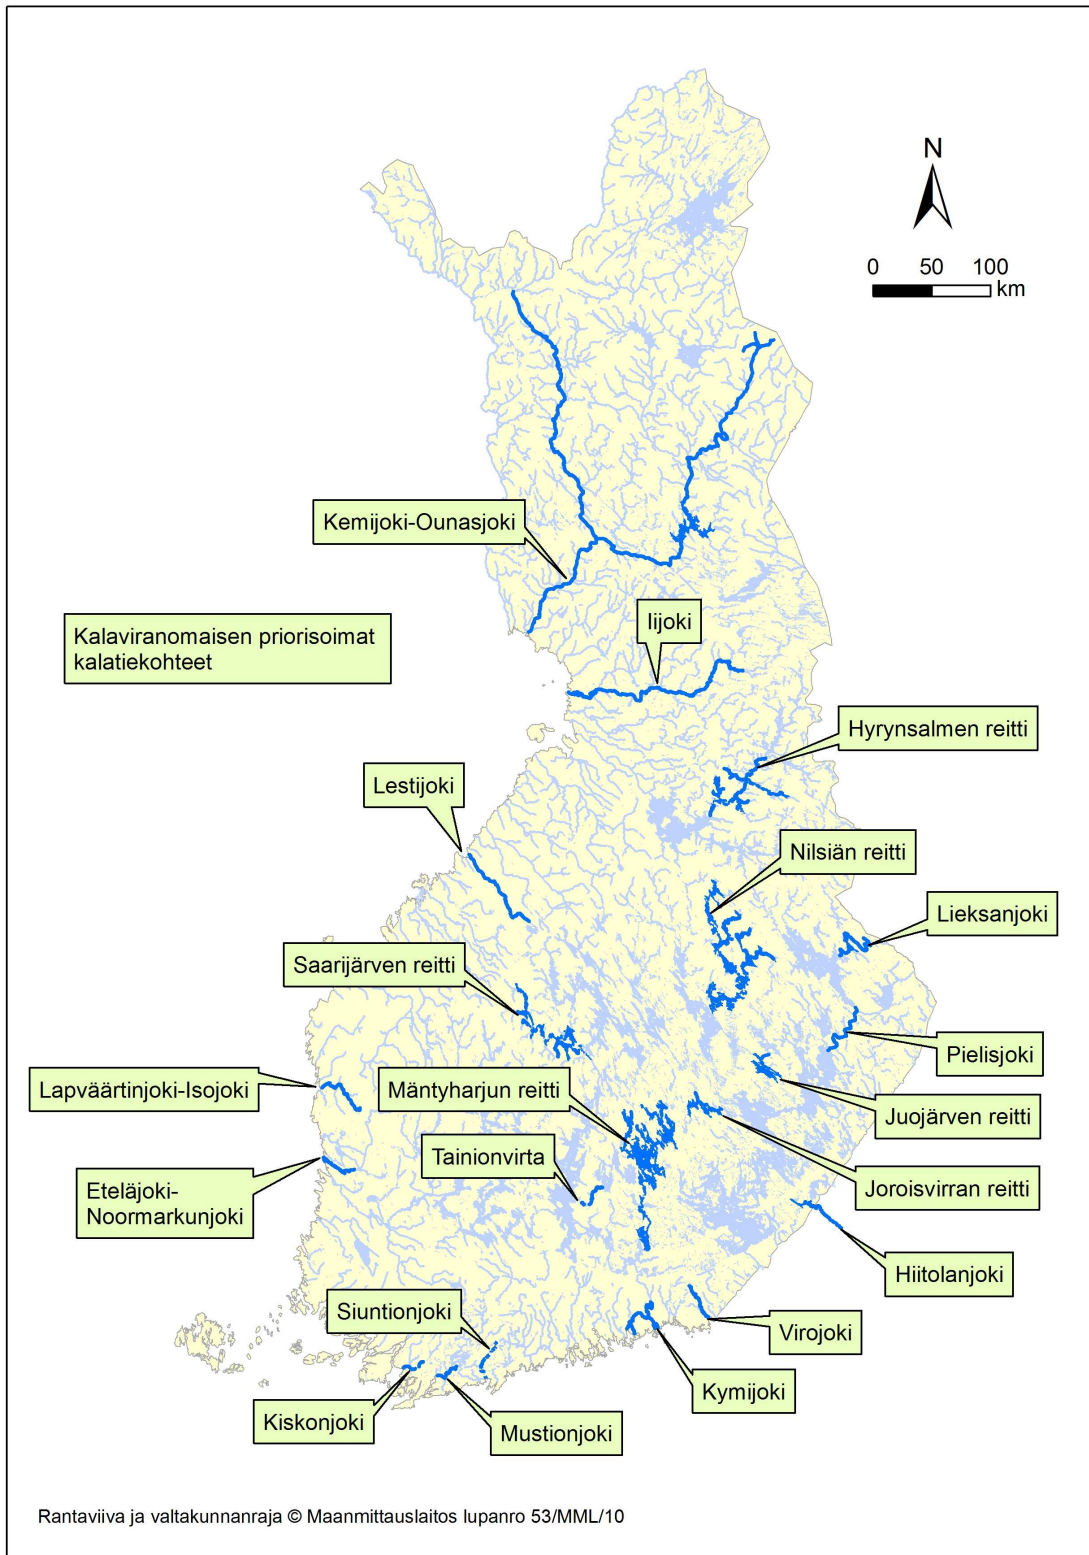 N
0 50 100
km
Kemijoki-Ounasjoki
Iijoki
Kalaviranomaisen priorisoimat
kalatiekohteet
Hyrynsalmen reitti
Lestijoki
Nilsiän reitti
Lieksanjoki
Saarijärven reitti
Pielisjoki
Lapväärtinjoki-Isojoki
Mäntyharjun reitti
Juojärven reitti
Tainionvirta
Joroisvirran reitti
Eteläjoki-
Noormarkunjoki
Hiitolanjoki
Siuntionjoki
Virojoki
Kymijoki
Kiskonjoki
Mustionjoki
Rantaviiva ja valtakunnanraja © Maanmittauslaitos lupanro 53/MML/10